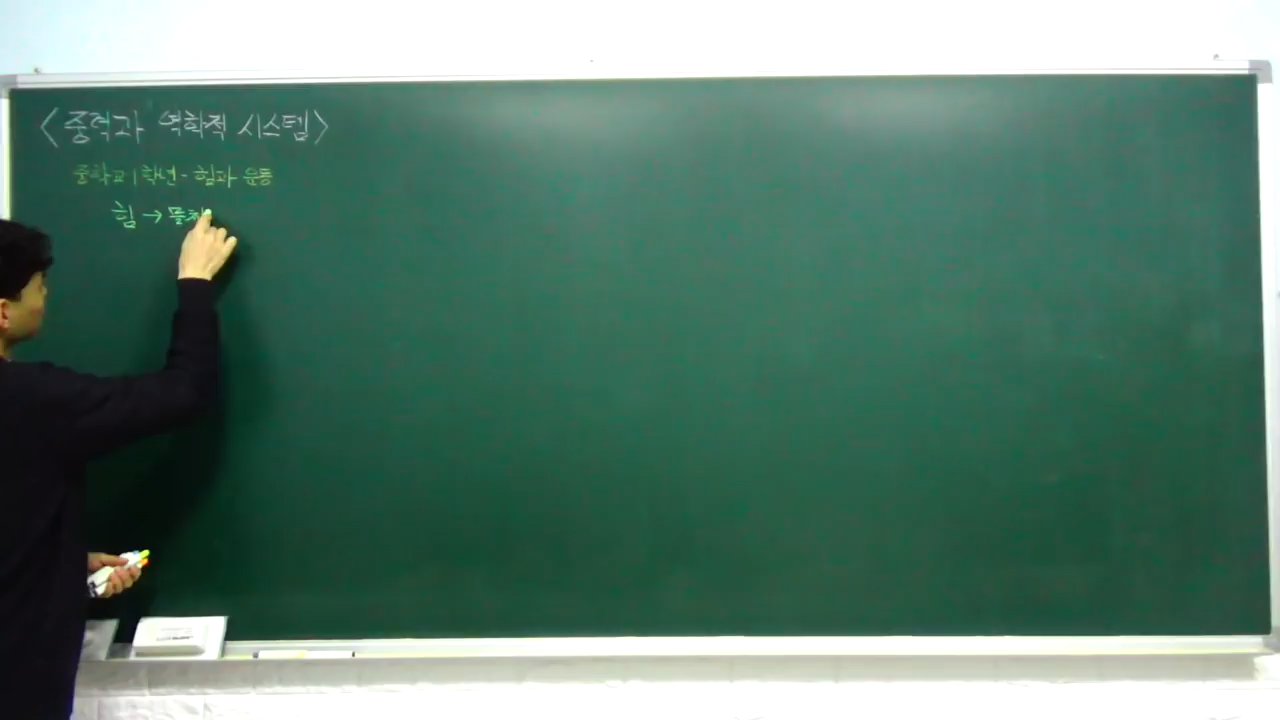 <중력과 역학적 시스템>
중학교 1학년 - 힘과 운동
힘 → 물체